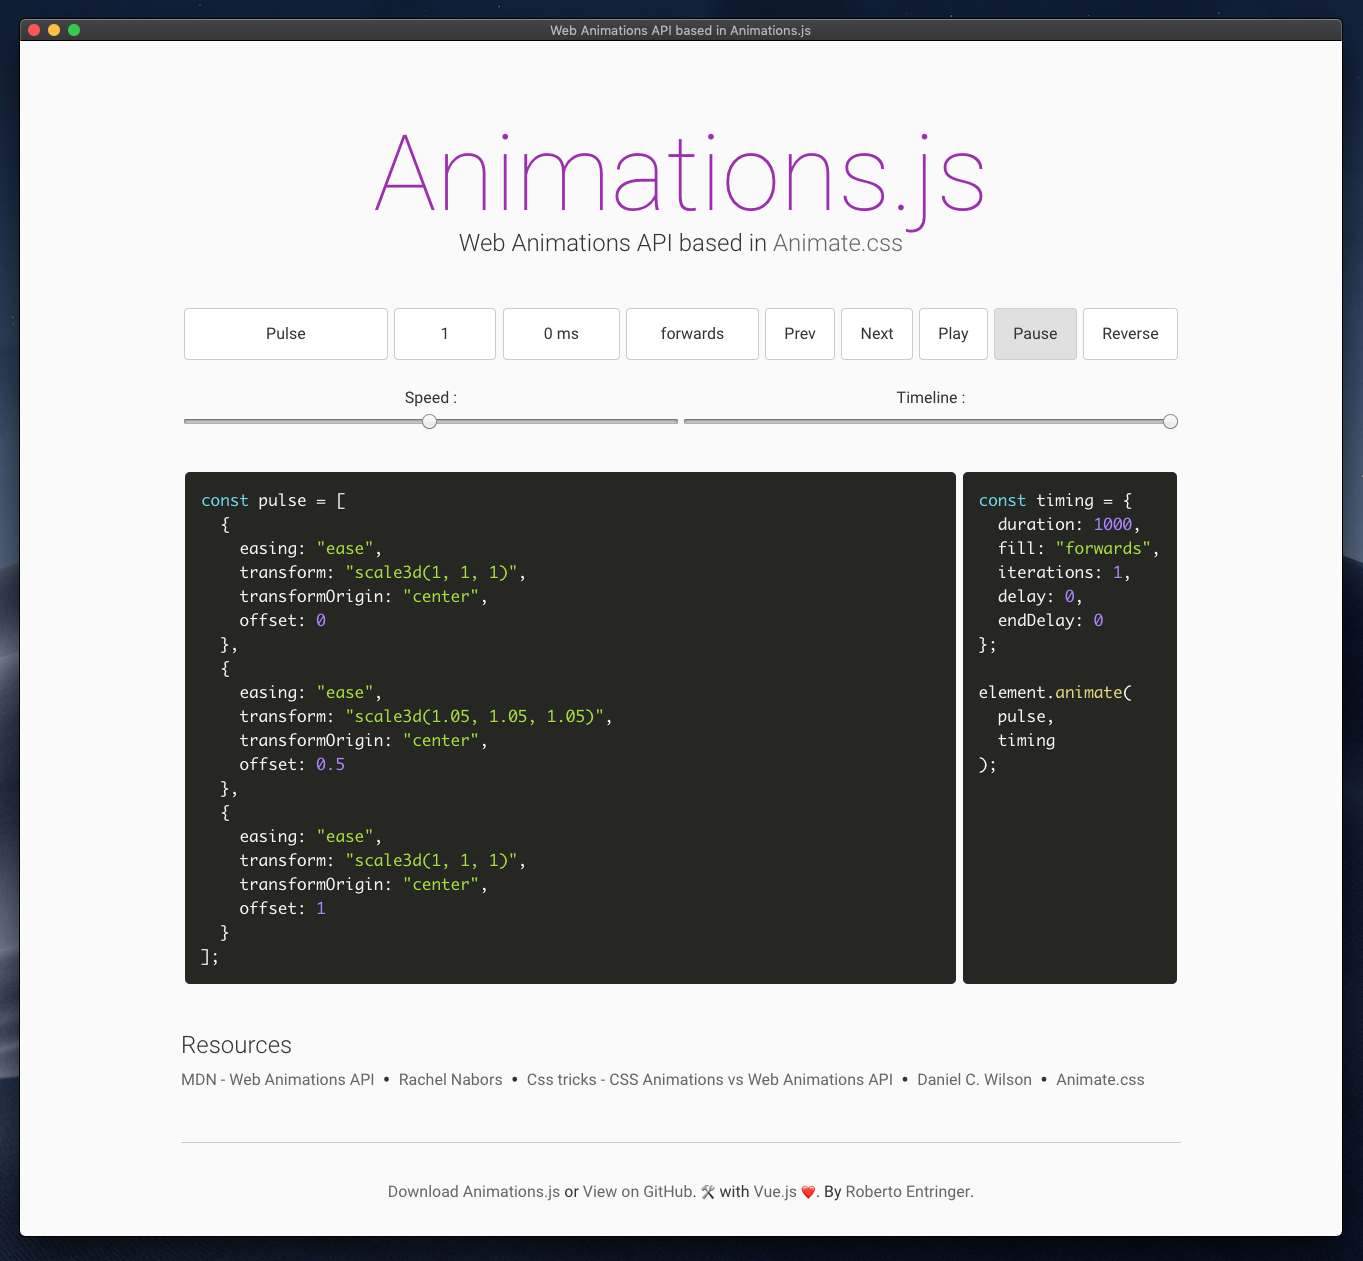 Web Animations API based in Animations.js
Animations.js
Web Animations API based in Animate.css
Pulse 1 0 ms forwards Prev Next Play Pause Reverse
Speed : Timeline :
const pulse = [
  {
    easing: "ease",
    transform: "scale3d(1, 1, 1)",
    transformOrigin: "center",
    offset: 0
  },
  {
    easing: "ease",
    transform: "scale3d(1.05, 1.05, 1.05)",
    transformOrigin: "center",
    offset: 0.5
  },
  {
    easing: "ease",
    transform: "scale3d(1, 1, 1)",
    transformOrigin: "center",
    offset: 1
  }
];
const timing = {
  duration: 1000,
  fill: "forwards",
  iterations: 1,
  delay: 0,
  endDelay: 0
};
element.animate(
  pulse,
  timing
);
Resources
MDN - Web Animations API • Rachel Nabors • Css tricks - CSS Animations vs Web Animations API • Daniel C. Wilson • Animate.css
Download Animations.js or View on GitHub. 🛠 with Vue.js ❤️. By Roberto Entringer.